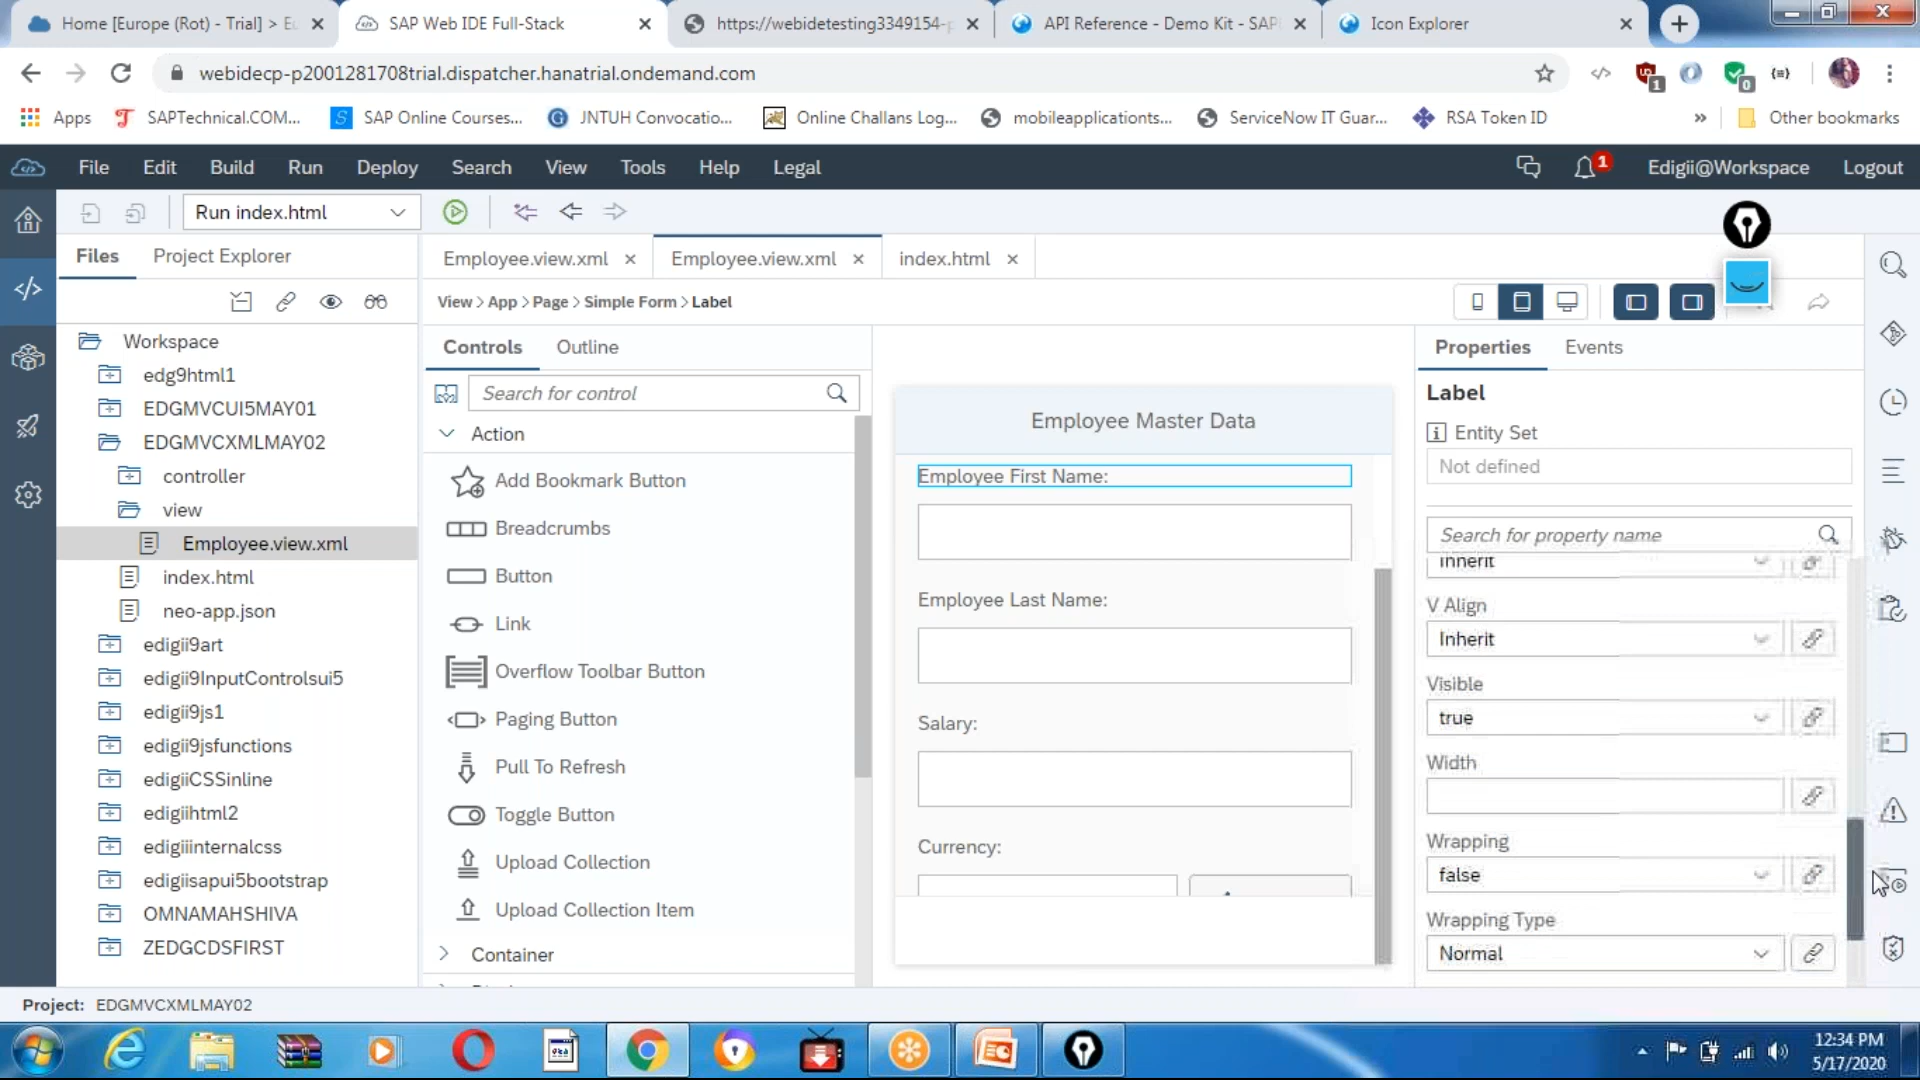 Home [Europe (Rot) - Trial] > Eu
SAP Web IDE Full-Stack
https://webidetesting3349154-p
API Reference - Demo Kit - SAP
Icon Explorer
webidecp-p2001281708trial.dispatcher.hanatrial.ondemand.com
1
0
Apps
SAPTechnical.COM...
SAP Online Courses...
JNTUH Convocatio...
Online Challans Log...
mobileapplicationts...
ServiceNow IT Guar...
RSA Token ID
Other bookmarks
File
Edit
Build
Run
Deploy
Search
View
Tools
Help
Legal
1
Edigii@Workspace
Logout
Run index.html
Files
Project Explorer
Employee.view.xml
Employee.view.xml
index.html
View > App > Page > Simple Form > Label
Workspace
edg9html1
EDGMVCUI5MAY01
EDGMVCXMLMAY02
controller
view
Employee.view.xml
index.html
neo-app.json
edigii9art
edigii9InputControlsui5
edigii9js1
edigii9jsfunctions
edigiiCSSinline
edigiihtml2
edigiiinternalcss
edigiisapui5bootstrap
OMNAMAHSHIVA
ZEDGCDSFIRST
Controls
Outline
Search for control
Action
Add Bookmark Button
Breadcrumbs
Button
Link
Overflow Toolbar Button
Paging Button
Pull To Refresh
Toggle Button
Upload Collection
Upload Collection Item
Container
Employee Master Data
Employee First Name:
Employee Last Name:
Salary:
Currency:
Properties
Events
Label
Entity Set
Not defined
Search for property name
Inherit
V Align
Inherit
Visible
true
Width
Wrapping
false
Wrapping Type
Normal
Project: EDGMVCXMLMAY02
12:34 PM
5/17/2020